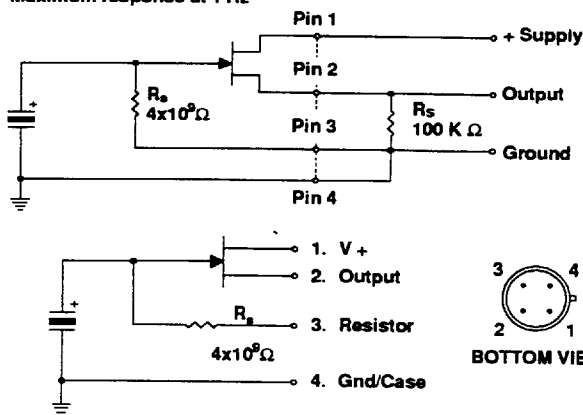 Maximum response at 1 Hz
Pin 1
+ Supply
Pin 2
Output
Rs
4x10⁹Ω
Rs
100 K Ω
Pin 3
Ground
Pin 4
+
+
1. V +
2. Output
Rs
3. Resistor
4x10⁹Ω
4. Gnd/Case
3
4
2
1
BOTTOM VIE